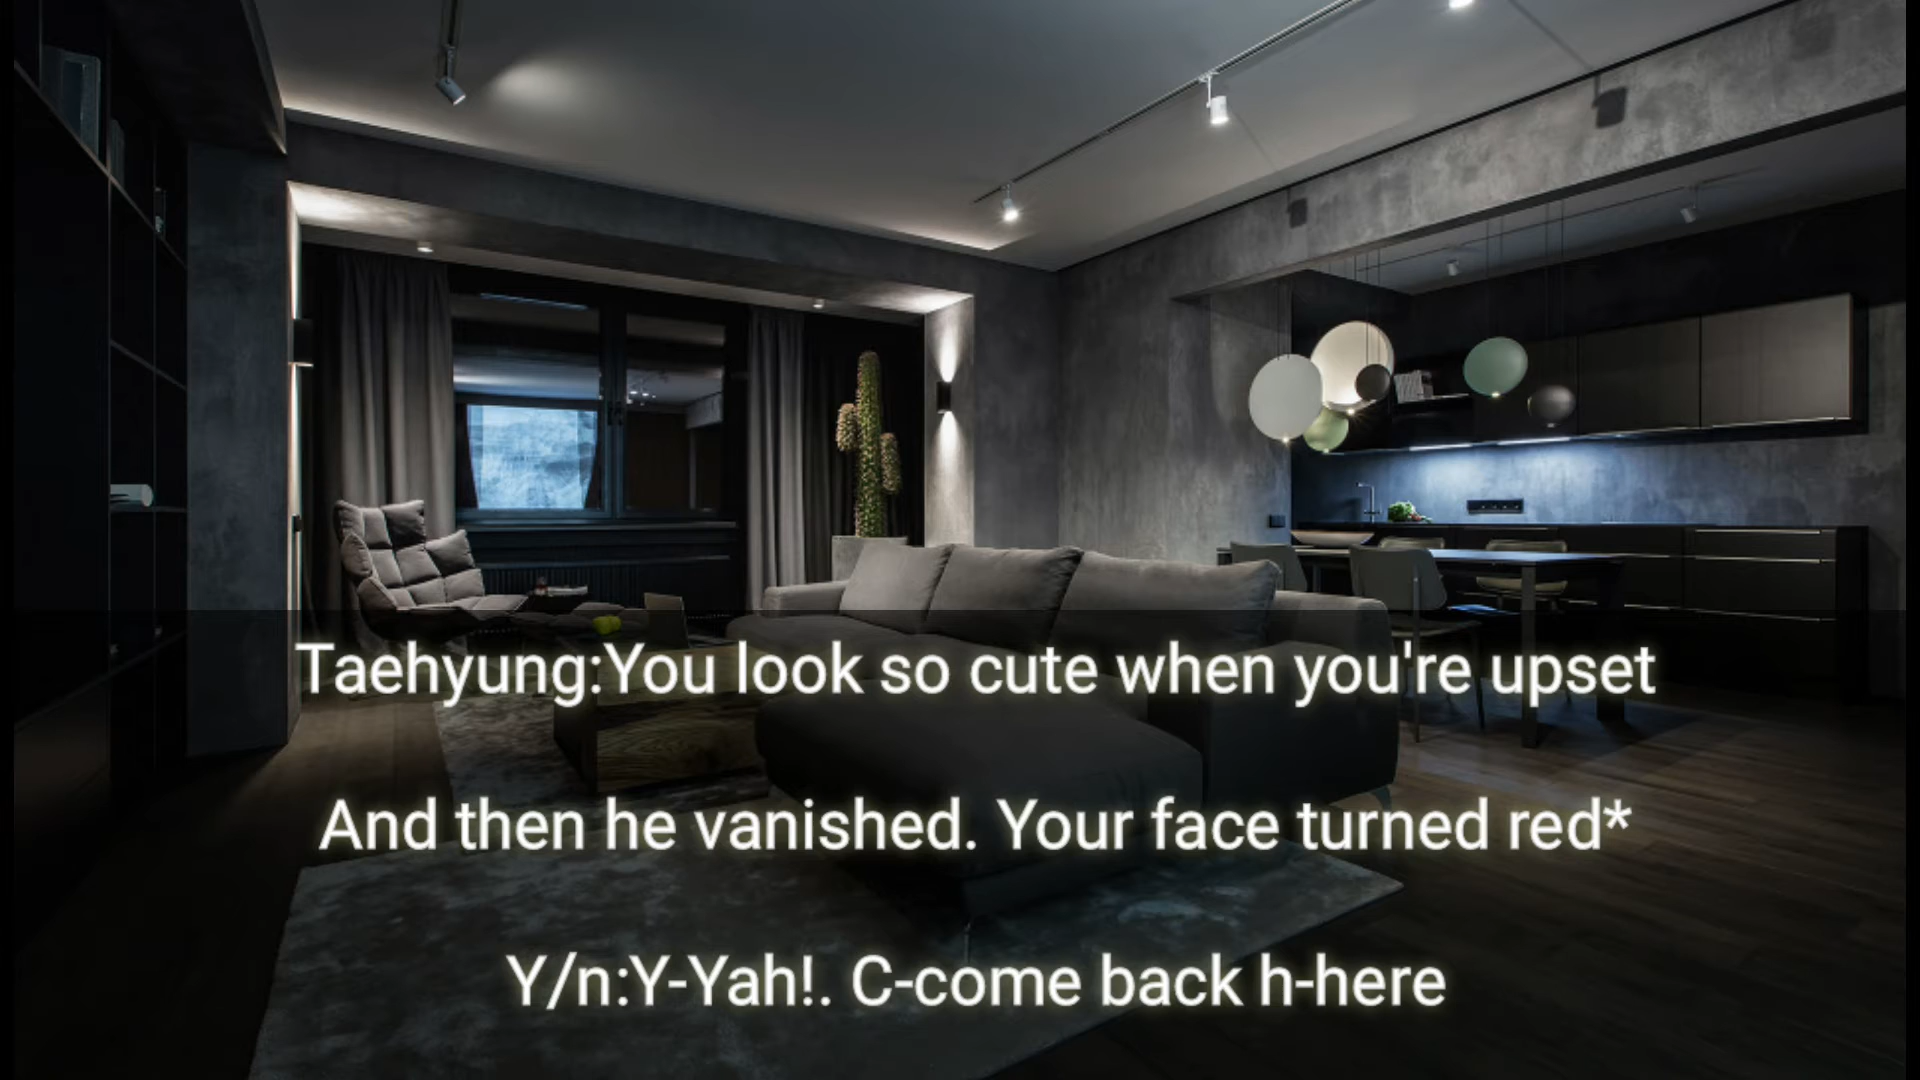 Taehyung:You look so cute when you're upset
And then he vanished. Your face turned red*
Y/n:Y-Yah!. C-come back h-here